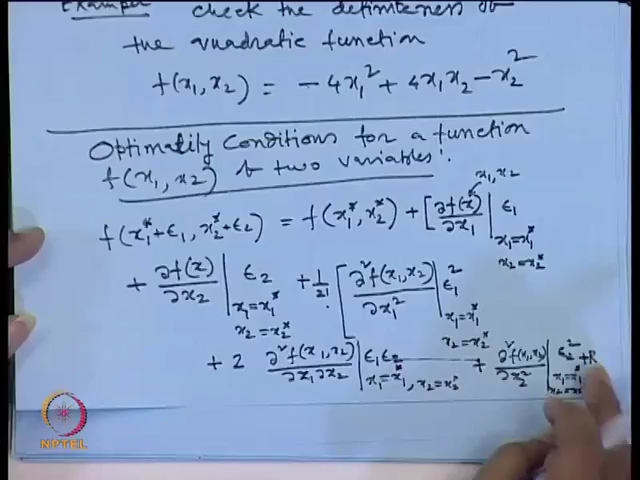 Example check the definiteness of
the quadratic function
f(x₁, x₂) = -4x₁² + 4x₁x₂ - x₂²
Optimality Conditions for a function
f(x₁, x₂) of two variables:
x₁, x₂
f(x₁* + ε₁, x₂* + ε₂) = f(x₁*, x₂*) + [∂f(x)/∂x₁ | ε₁
x₁=x₁*
x₂=x₂*
+ ∂f(x)/∂x₂ | ε₂ + 1/2! [∂²f(x₁,x₂)/∂x₁² | ε₁²
x₁=x₁* x₁=x₁*
x₂=x₂* x₂=x₂*
+ 2 ∂²f(x₁,x₂)/∂x₁∂x₂ | ε₁ε₂ + ∂²f(x₁,x₂)/∂x₂² | ε₂² + R
x₁=x₁*, x₂=x₂* x₁=x₁*
NPTEL